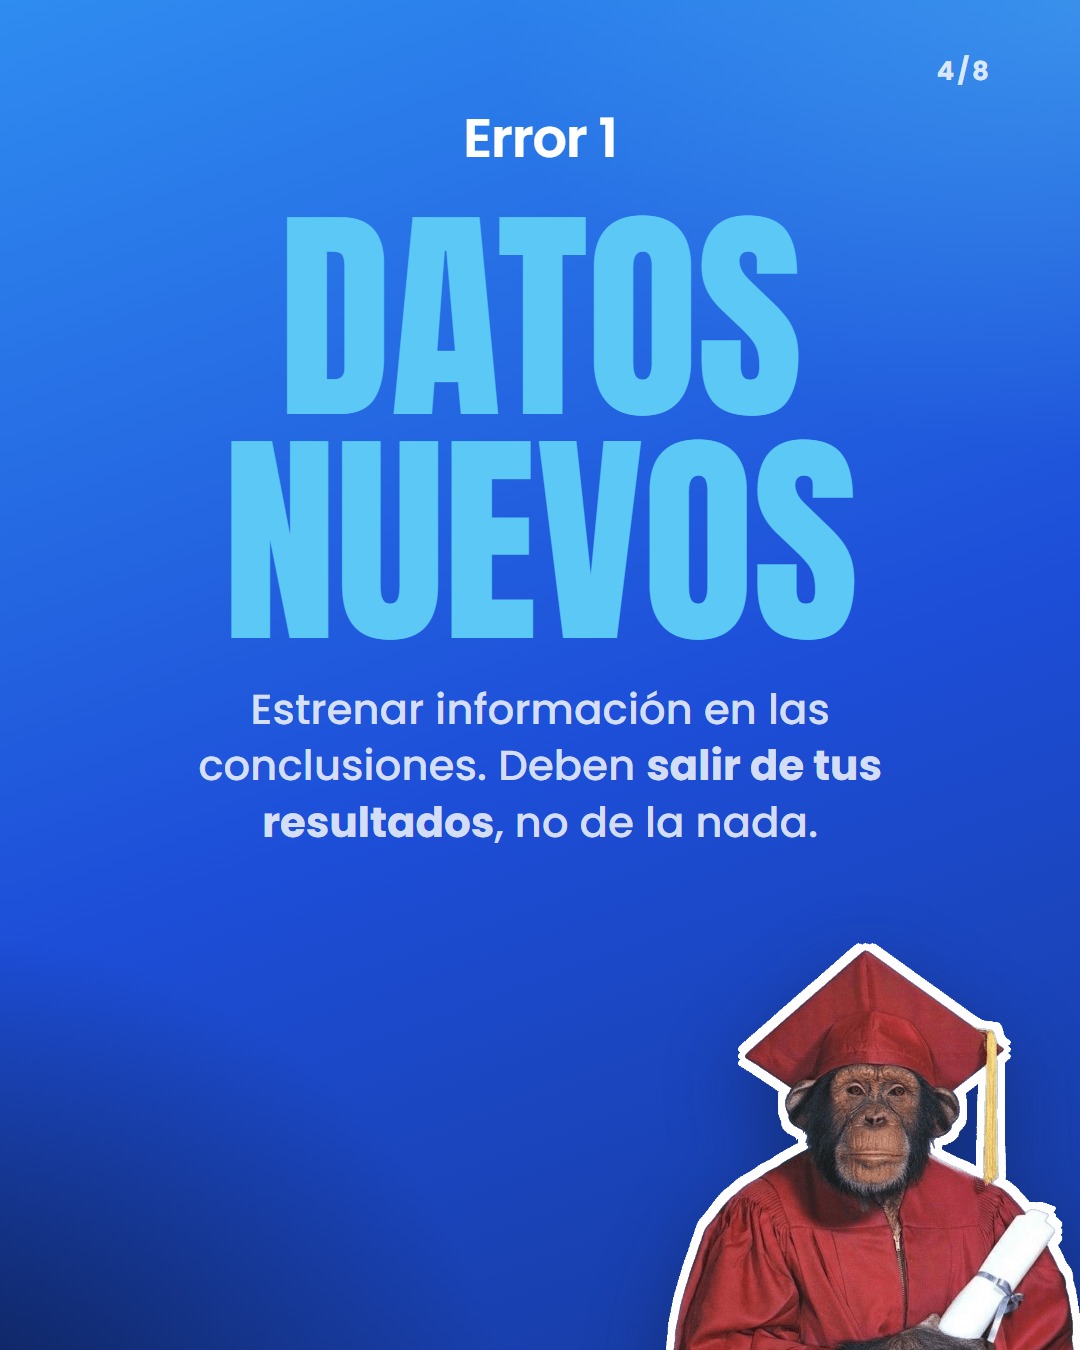 4/8
Error 1
DATOS
NUEVOS
Estrenar información en las
conclusiones. Deben salir de tus
resultados, no de la nada.